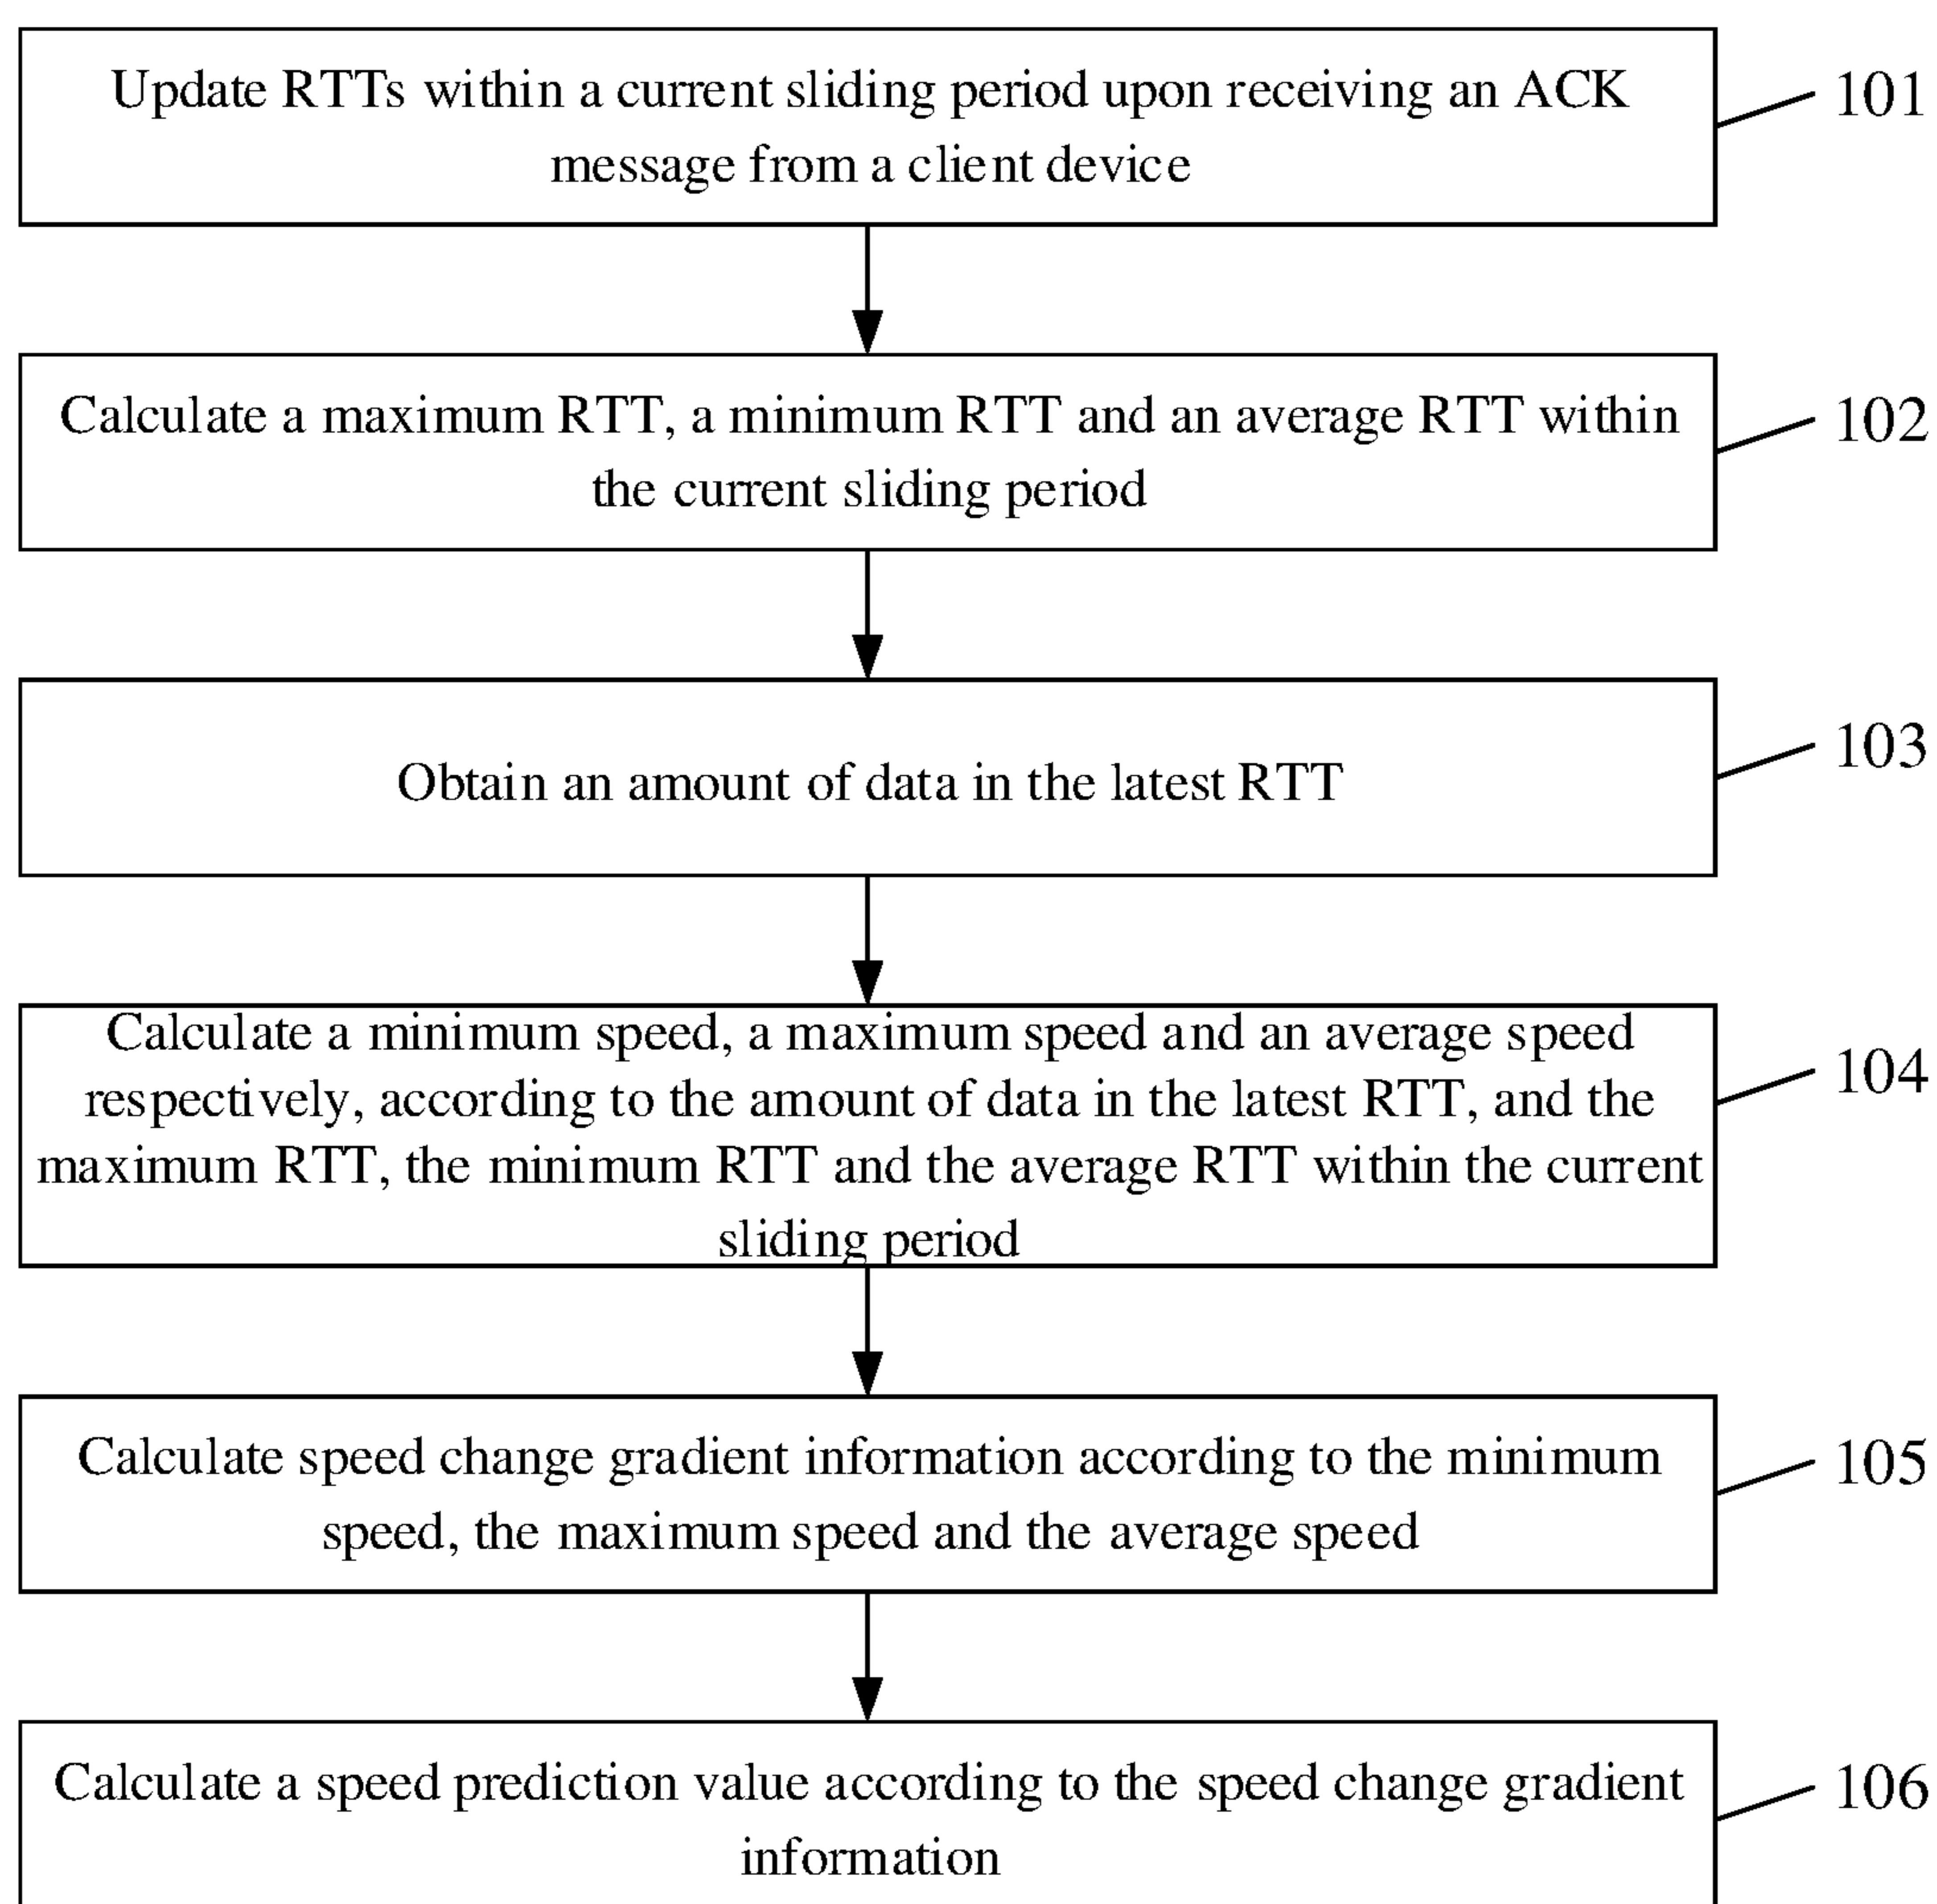 Update RTTs within a current sliding period upon receiving an ACK
message from a client device
101
Calculate a maximum RTT, a minimum RTT and an average RTT within
the current sliding period
102
Obtain an amount of data in the latest RTT
103
Calculate a minimum speed, a maximum speed and an average speed
respectively, according to the amount of data in the latest RTT, and the
maximum RTT, the minimum RTT and the average RTT within the current
sliding period
104
Calculate speed change gradient information according to the minimum
speed, the maximum speed and the average speed
105
Calculate a speed prediction value according to the speed change gradient
information
106